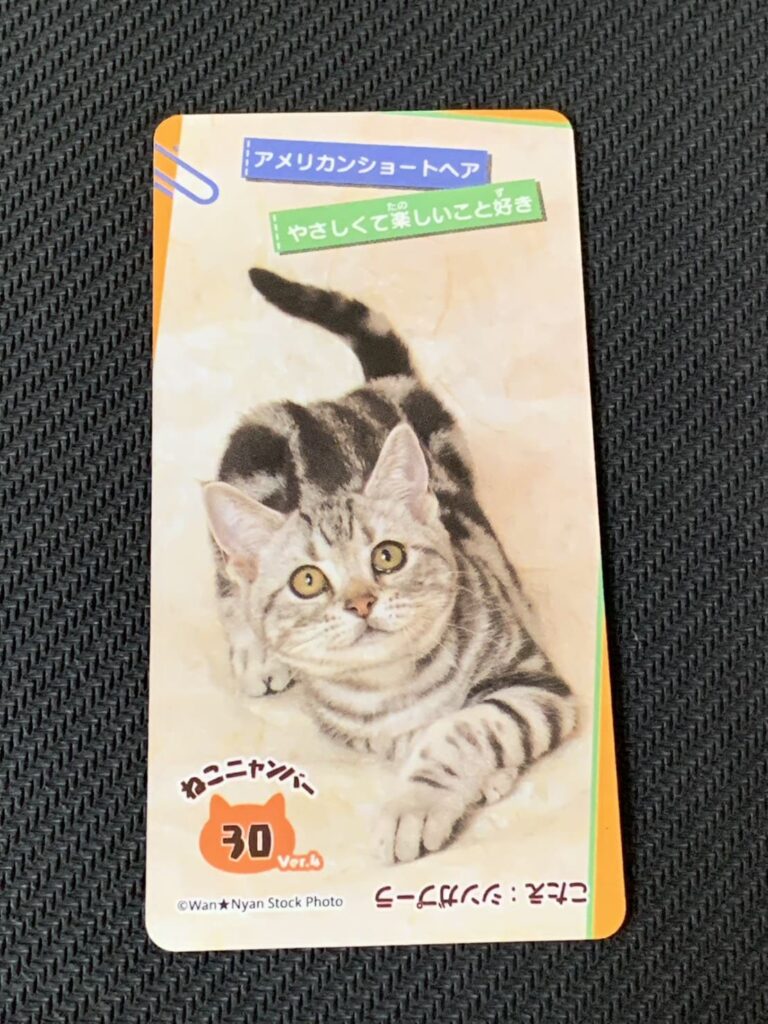 アメリカンショートヘア
やさしくて楽しいこと好き
たの
ず
ねこニャンバー
30
Ver.4
©Wan★Nyan Stock Photo
こたえ：シンガプーラ